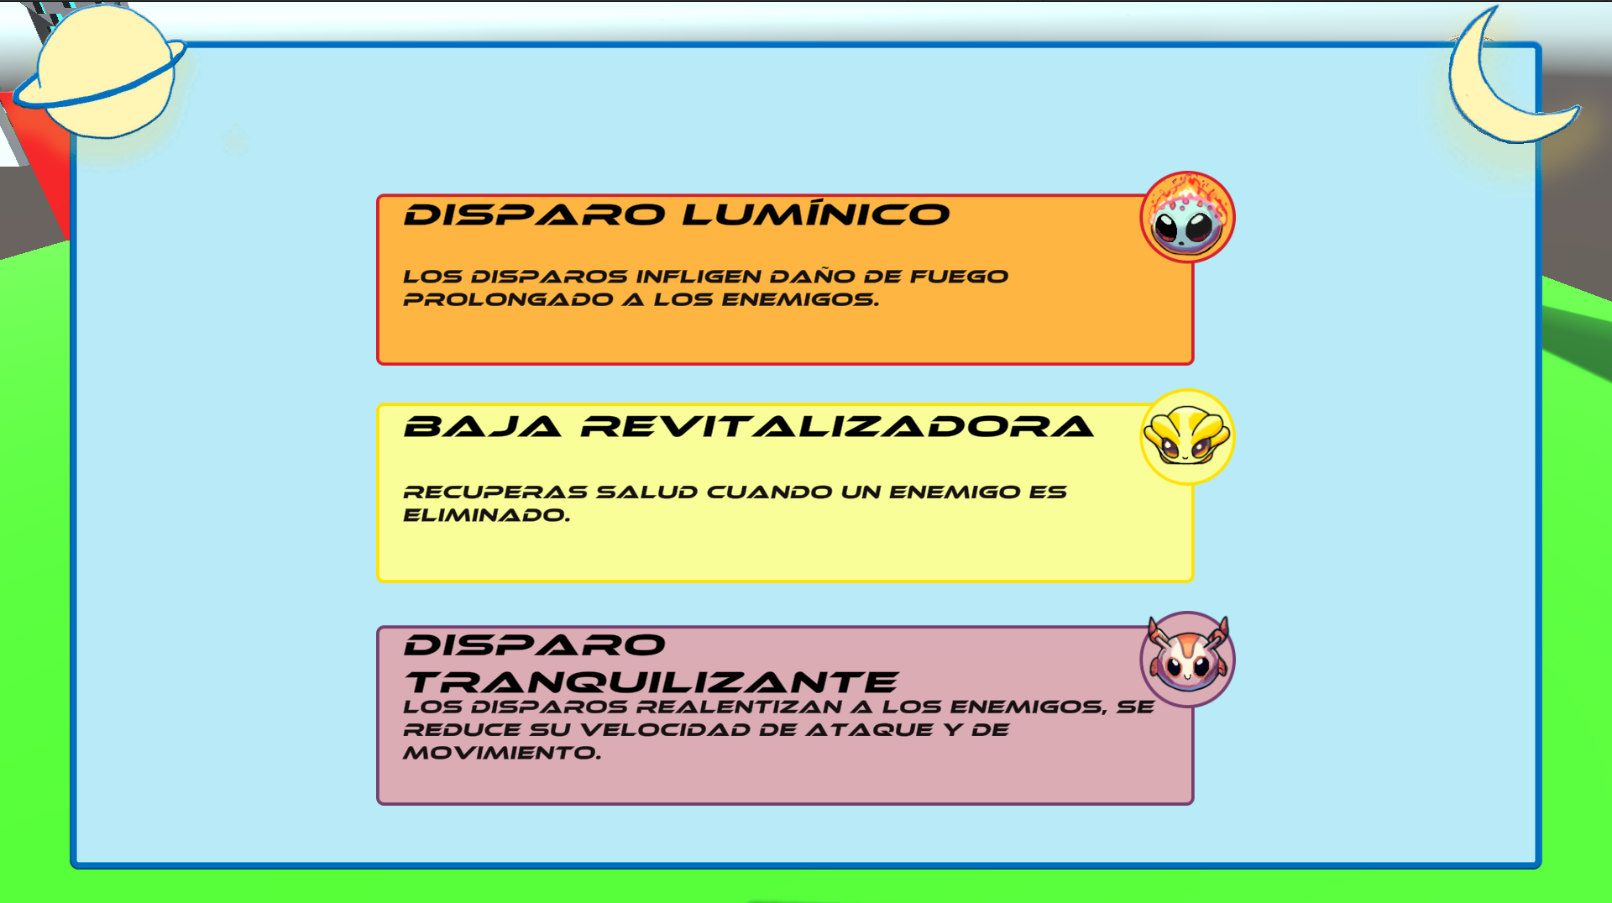 DISPARO LUMÍNICO
LOS DISPAROS INFLIGEN DAÑO DE FUEGO
PROLONGADO A LOS ENEMIGOS.
BAJA REVITALIZADORA
RECUPERAS SALUD CUANDO UN ENEMIGO ES
ELIMINADO.
DISPARO
TRANQUILIZANTE
LOS DISPAROS REALENTIZAN A LOS ENEMIGOS, SE
REDUCE SU VELOCIDAD DE ATAQUE Y DE
MOVIMIENTO.